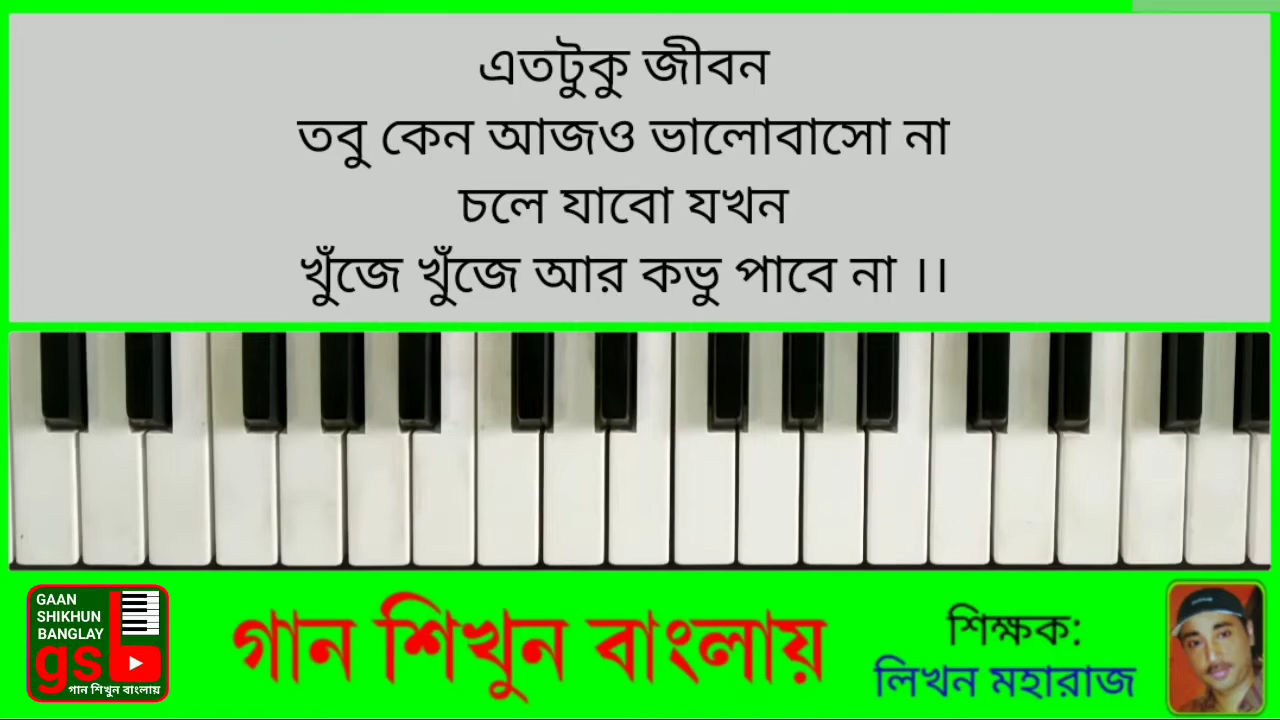 এতটুকু জীবন
তবু কেন আজও ভালোবাসো না
চলে যাবো যখন
খুঁজে খুঁজে আর কভু পাবে না ।।
GAAN
SHIKHUN
BANGLAY
gs
গান শিখুন বাংলায়
গান শিখুন বাংলায়
শিক্ষক:
লিখন মহারাজ